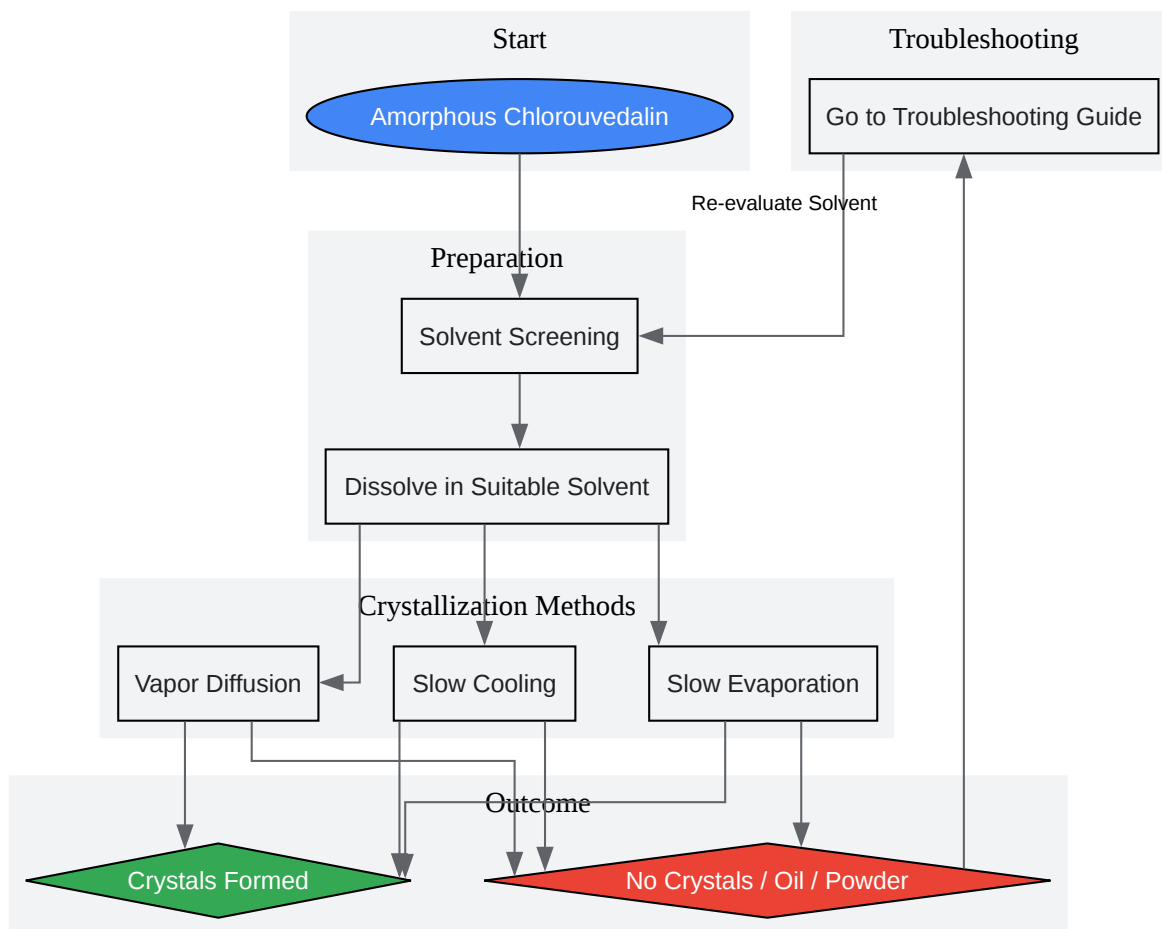 Start
Troubleshooting
Amorphous Chlorouvedalin
Go to Troubleshooting Guide
Re-evaluate Solvent
Preparation
Solvent Screening
Dissolve in Suitable Solvent
Crystallization Methods
Vapor Diffusion
Slow Cooling
Slow Evaporation
Outcome
Crystals Formed
No Crystals / Oil / Powder